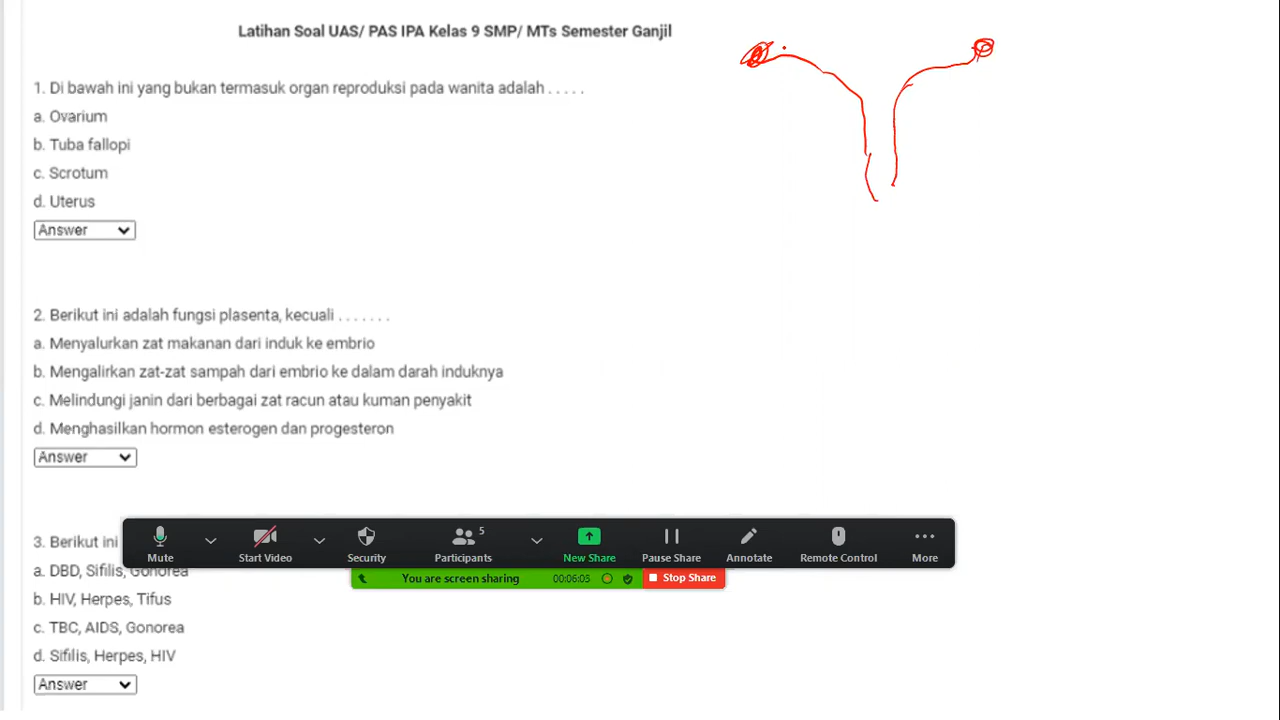 Latihan Soal UAS/ PAS IPA Kelas 9 SMP/ MTs Semester Ganjil
1. Di bawah ini yang bukan termasuk organ reproduksi pada wanita adalah . . . . .
a. Ovarium
b. Tuba fallopi
c. Scrotum
d. Uterus
Answer
2. Berikut ini adalah fungsi plasenta, kecuali . . . . . . .
a. Menyalurkan zat makanan dari induk ke embrio
b. Mengalirkan zat-zat sampah dari embrio ke dalam darah induknya
c. Melindungi janin dari berbagai zat racun atau kuman penyakit
d. Menghasilkan hormon esterogen dan progesteron
Answer
3. Berikut ini
Mute
Start Video
Security
Participants 5
New Share
Pause Share
Annotate
Remote Control
More
You are screen sharing 00:06:05 Stop Share
a. DBD, Sifilis, Gonorea
b. HIV, Herpes, Tifus
c. TBC, AIDS, Gonorea
d. Sifilis, Herpes, HIV
Answer